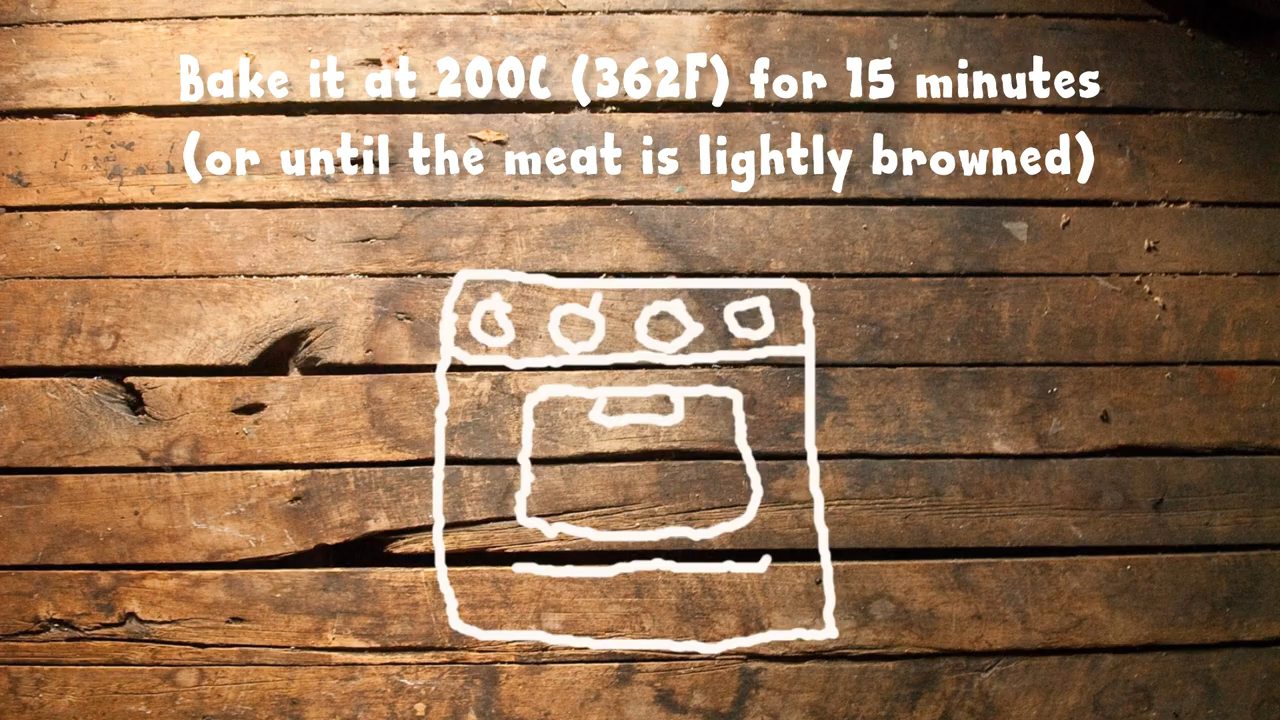 Bake it at 200C (362F) for 15 minutes
(or until the meat is lightly browned)